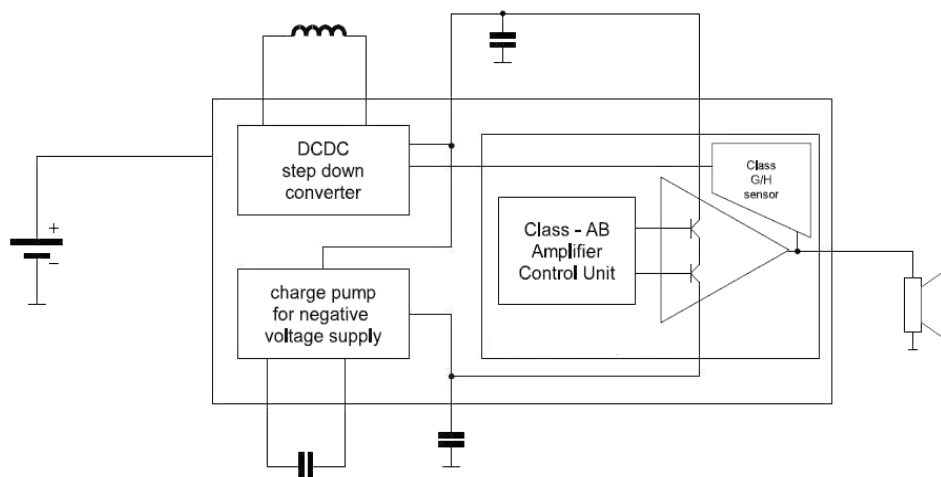 DCDC
step down
converter
Class
G/H
sensor
Class - AB
Amplifier
Control Unit
+
-
charge pump
for negative
voltage supply